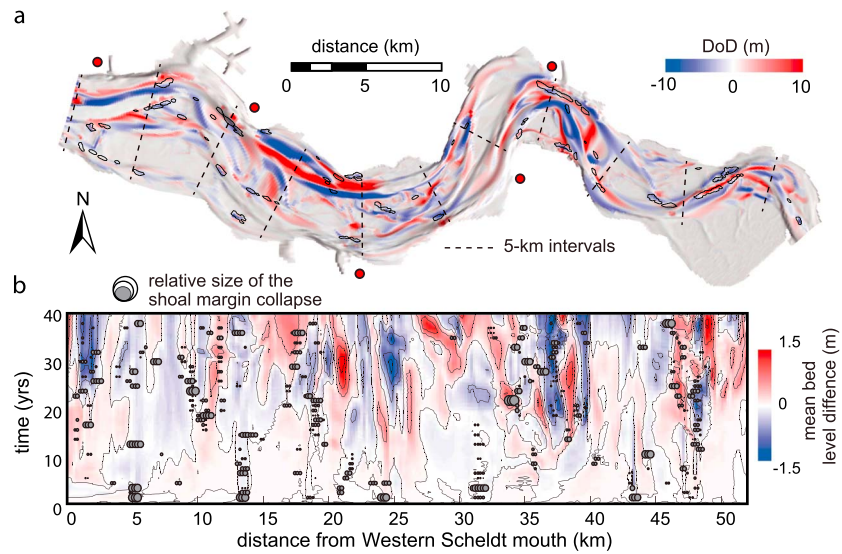 a
distance (km)
0 5 10
DoD (m)
-10 0 10
N
5-km intervals
b
relative size of the
shoal margin collapse
40
30
20
10
0
time (yrs)
0 5 10 15 20 25 30 35 40 45 50
distance from Western Scheldt mouth (km)
1.5
0
-1.5
mean bed
level diffence (m)